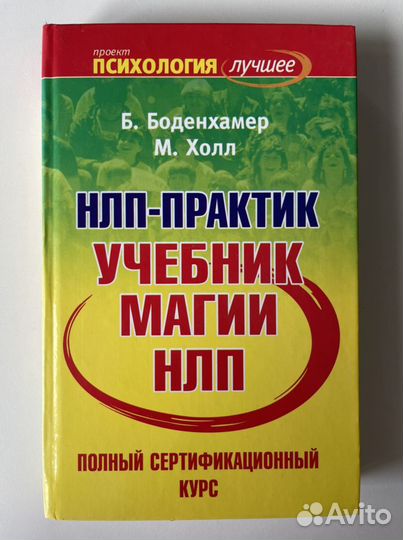 проект
ПСИХОЛОГИЯ лучшее
Б. Боденхамер
М. Холл
НЛП-ПРАКТИК
УЧЕБНИК
МАГИИ
НЛП
ПОЛНЫЙ СЕРТИФИКАЦИОННЫЙ
КУРС
Avito